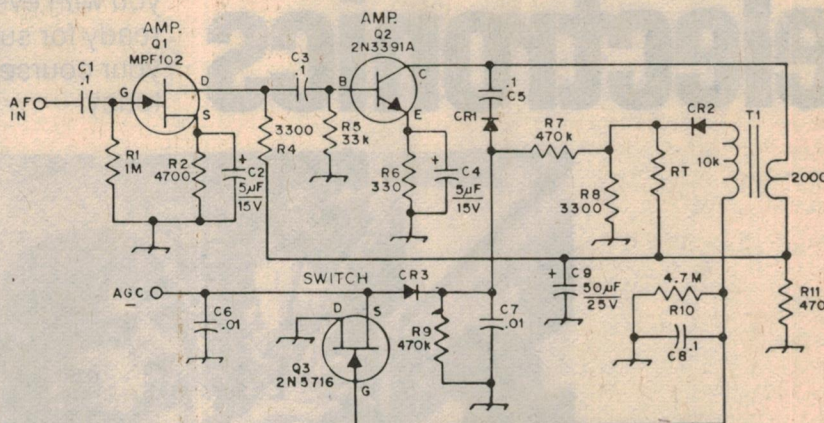 AMP.
Q1
MPF102
AMP.
Q2
2N3391A
C1
.1
AF IN
G
D
S
C3
.1
B
C
E
.1
C5
CR1
R1
1M
R2
4700
+
C2
5µF
15V
3300
R4
R5
33k
R6
330
+
C4
5µF
15V
R7
470k
R8
3300
RT
CR2
T1
10k
2000
AGC
–
SWITCH
CR3
C6
.01
D
S
Q3
2N5716
G
R9
470k
C7
.01
+
C9
50µF
25V
4.7M
R10
C8
.1
R11
470